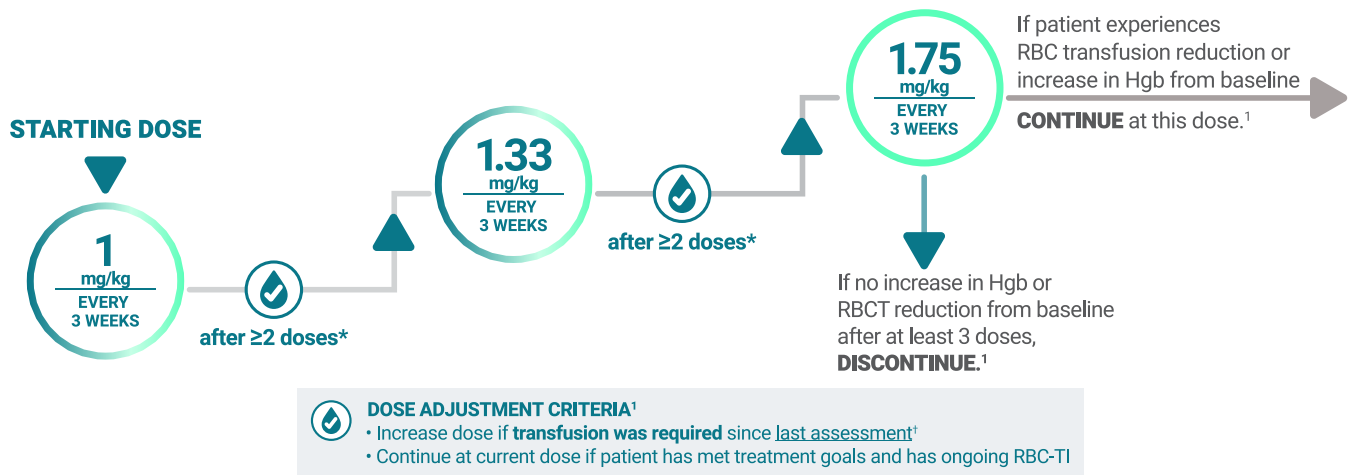 STARTING DOSE
1
mg/kg
EVERY
3 WEEKS
after ≥2 doses*
1.33
mg/kg
EVERY
3 WEEKS
after ≥2 doses*
1.75
mg/kg
EVERY
3 WEEKS
If patient experiences
RBC transfusion reduction or
increase in Hgb from baseline
CONTINUE at this dose.¹
If no increase in Hgb or
RBCT reduction from baseline
after at least 3 doses,
DISCONTINUE.¹
DOSE ADJUSTMENT CRITERIA¹
• Increase dose if transfusion was required since last assessment†
• Continue at current dose if patient has met treatment goals and has ongoing RBC-TI